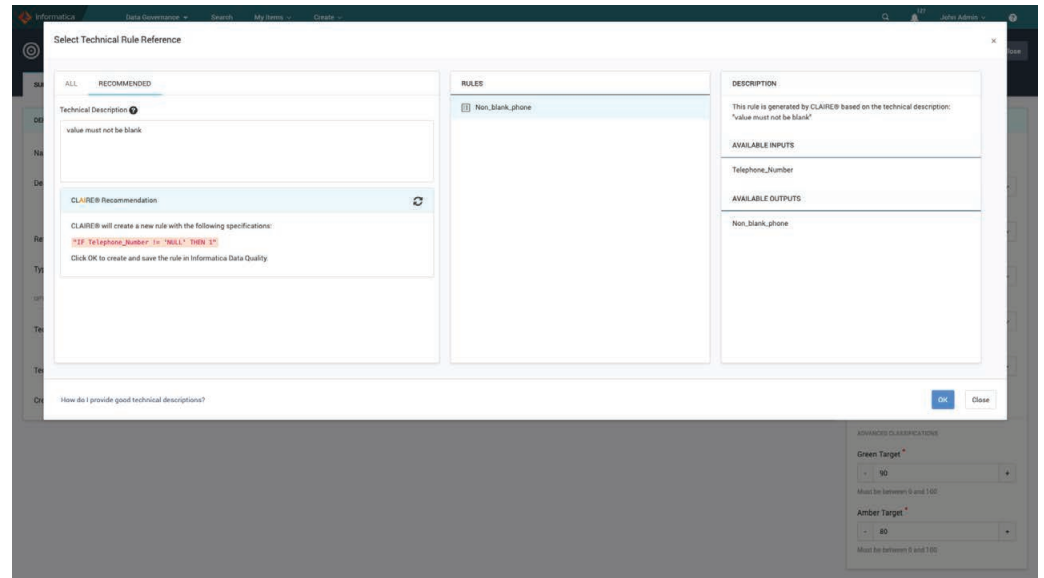 Informatica
Data Governance
Search
My Items
Create
127
John Admin
Select Technical Rule Reference
×
ALL
RECOMMENDED
Technical Description
value must not be blank
CLAIRE® Recommendation
CLAIRE® will create a new rule with the following specifications:
"IF Telephone_Number != 'NULL' THEN 1"
Click OK to create and save the rule in Informatica Data Quality.
RULES
Non_blank_phone
DESCRIPTION
This rule is generated by CLAIRE® based on the technical description:
"value must not be blank"
AVAILABLE INPUTS
Telephone_Number
AVAILABLE OUTPUTS
Non_blank_phone
How do I provide good technical descriptions?
OK
Close
ADVANCED CLASSIFICATIONS
Green Target *
- 90 +
Must be between 0 and 100
Amber Target *
- 80 +
Must be between 0 and 100